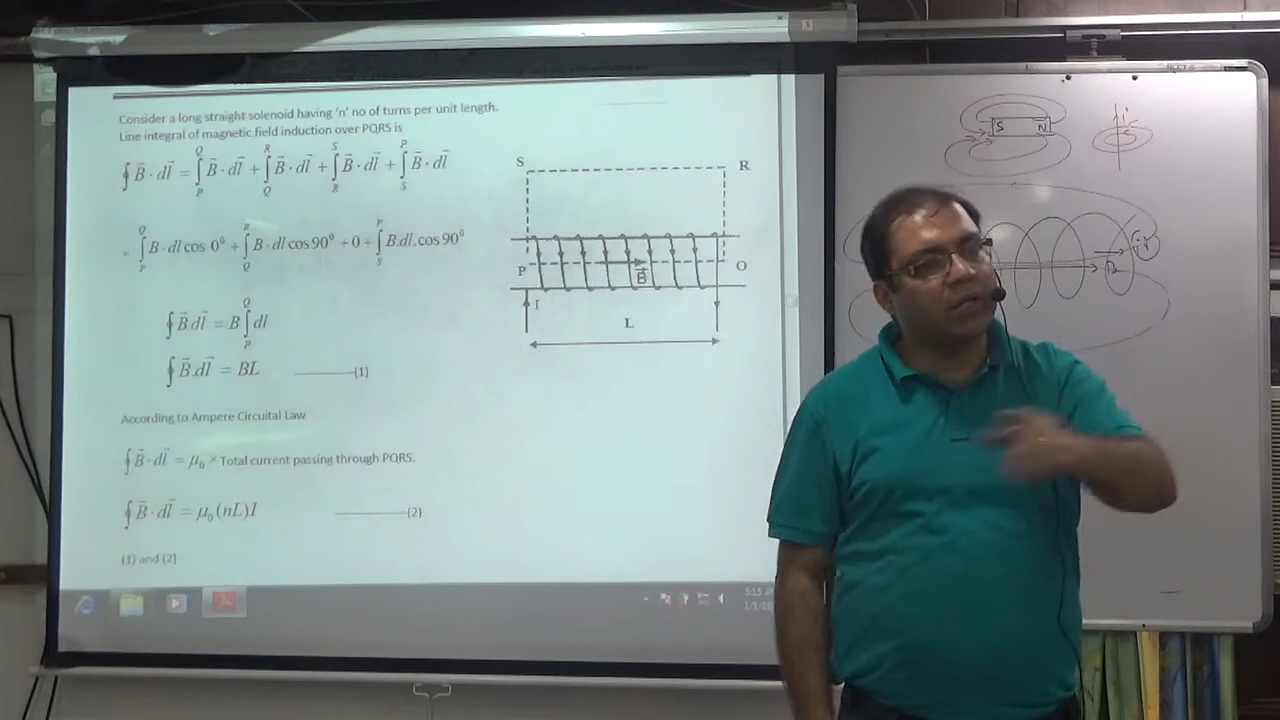 Consider a long straight solenoid having 'n' no of turns per unit length.
Line integral of magnetic field induction over PQRS is
∮ B⃗ · dl⃗ = ∫_P^Q B⃗ · dl⃗ + ∫_Q^R B⃗ · dl⃗ + ∫_R^S B⃗ · dl⃗ + ∫_S^P B⃗ · dl⃗
= ∫_P^Q B · dl cos 0⁰ + ∫_Q^R B · dl cos 90⁰ + 0 + ∫_S^P B.dl.cos 90⁰
∮ B⃗ dl⃗ = B ∫_P^Q dl
∮ B⃗.dl⃗ = BL ————(1)
According to Ampere Circuital Law
∮ B⃗ · dl⃗ = μ₀ × Total current passing through PQRS.
∮ B⃗ · dl⃗ = μ₀ (nL)I ————(2)
(1) and (2)
S R
P B⃗ Q
I
L
S N
i